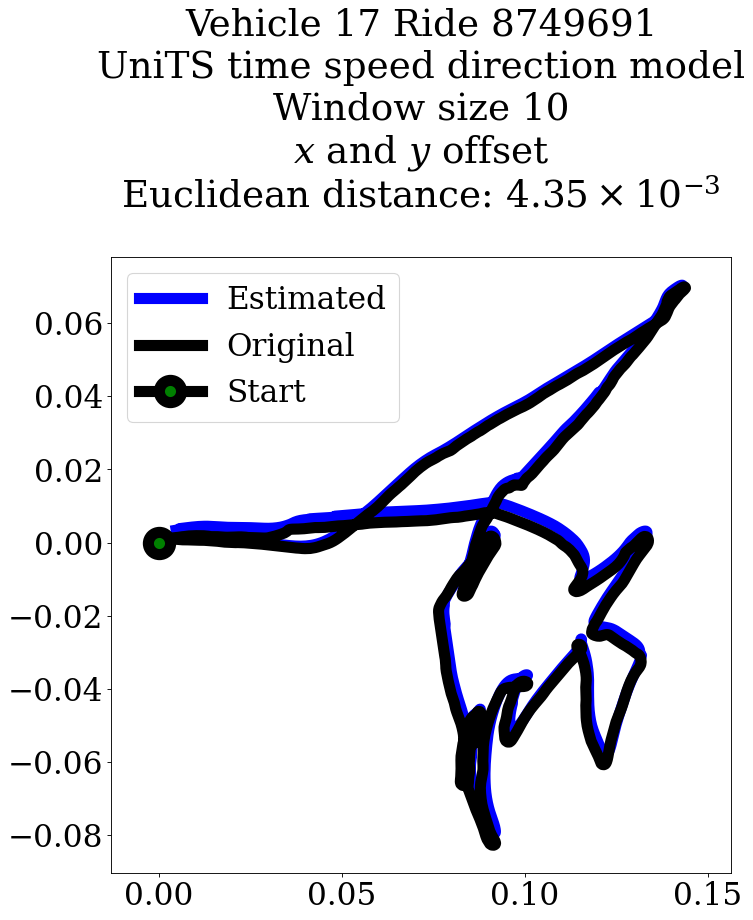 Vehicle 17 Ride 8749691
UniTS time speed direction model
Window size 10
x and y offset
Euclidean distance: 4.35 × 10⁻³
Estimated
Original
Start
0.06
0.04
0.02
0.00
−0.02
−0.04
−0.06
−0.08
0.00 0.05 0.10 0.15